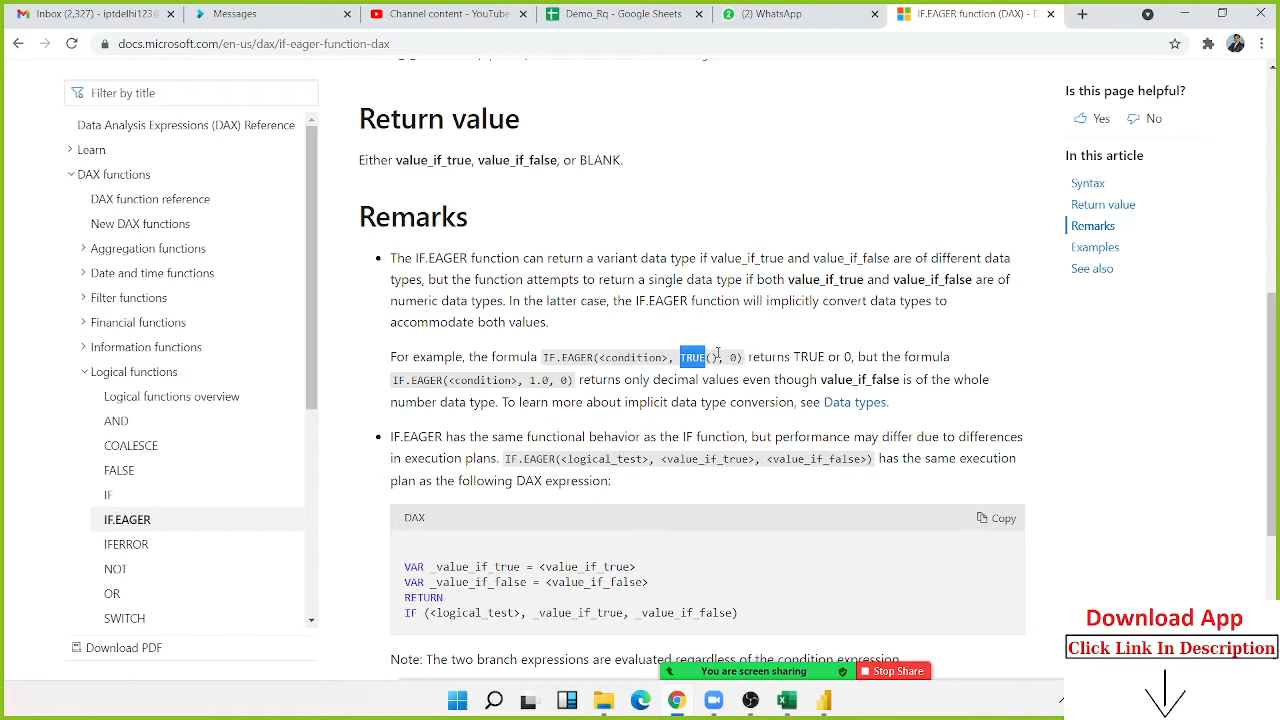 Inbox (2,327) - iptdelhi123@
Messages
Channel content - YouTube
Demo_Rq - Google Sheets
(2) WhatsApp
IF.EAGER function (DAX) - D
docs.microsoft.com/en-us/dax/if-eager-function-dax
Filter by title
Data Analysis Expressions (DAX) Reference
Learn
DAX functions
DAX function reference
New DAX functions
Aggregation functions
Date and time functions
Filter functions
Financial functions
Information functions
Logical functions
Logical functions overview
AND
COALESCE
FALSE
IF
IF.EAGER
IFERROR
NOT
OR
SWITCH
Download PDF
Return value
Either value_if_true, value_if_false, or BLANK.
Remarks
The IF.EAGER function can return a variant data type if value_if_true and value_if_false are of different data
types, but the function attempts to return a single data type if both value_if_true and value_if_false are of
numeric data types. In the latter case, the IF.EAGER function will implicitly convert data types to
accommodate both values.
For example, the formula IF.EAGER(<condition>, TRUE(), 0) returns TRUE or 0, but the formula
IF.EAGER(<condition>, 1.0, 0) returns only decimal values even though value_if_false is of the whole
number data type. To learn more about implicit data type conversion, see Data types.
IF.EAGER has the same functional behavior as the IF function, but performance may differ due to differences
in execution plans. IF.EAGER(<logical_test>, <value_if_true>, <value_if_false>) has the same execution
plan as the following DAX expression:
DAX
Copy
VAR _value_if_true = <value_if_true>
VAR _value_if_false = <value_if_false>
RETURN
IF (<logical_test>, _value_if_true, _value_if_false)
Note: The two branch expressions are evaluated regardless of the condition expression.
Is this page helpful?
Yes No
In this article
Syntax
Return value
Remarks
Examples
See also
You are screen sharing
Stop Share
Download App
Click Link In Description